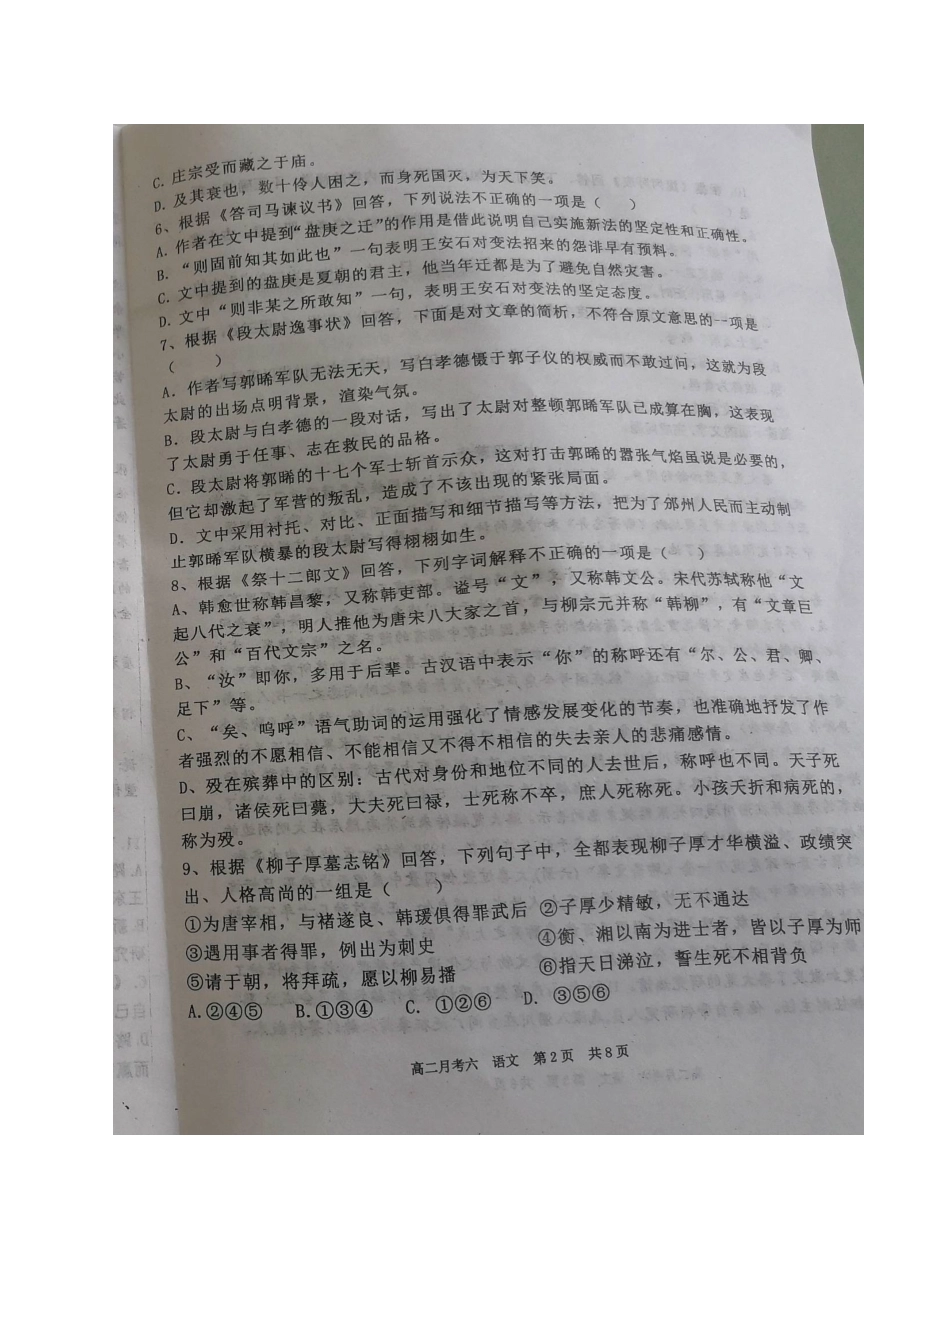 C. 庄宗受而藏之于庙。
D. 及其衰也，数十伶人困之，而身死国灭，为天下笑。
6、根据《答司马谏议书》回答，下列说法不正确的一项是（　　）
A. 作者在文中提到“盘庚之迁”的作用是借此说明自己实施新法的坚定性和正确性。
B. “则固前知其如此也”一句表明王安石对变法招来的怨诽早有预料。
C. 文中提到的盘庚是夏朝的君主，他当年迁都是为了避免自然灾害。
D. 文中“则非某之所敢知”一句，表明王安石对变法的坚定态度。
7、根据《段太尉逸事状》回答，下面是对文章的简析，不符合原文意思的一项是
（　　）
A. 作者写郭晞军队无法无天，写白孝德慑于郭子仪的权威而不敢过问，这就为段
太尉的出场点明背景，渲染气氛。
B. 段太尉与白孝德的一段对话，写出了太尉对整顿郭晞军队已成算在胸，这表现
了太尉勇于任事、志在救民的品格。
C. 段太尉将郭晞的十七个军士斩首示众，这对打击郭晞的嚣张气焰虽说是必要的，
但它却激起了军营的叛乱，造成了不该出现的紧张局面。
D. 文中采用衬托、对比、正面描写和细节描写等方法，把为了邠州人民而主动制
止郭晞军队横暴的段太尉写得栩栩如生。
8、根据《祭十二郎文》回答，下列字词解释不正确的一项是（　　）
A、韩愈世称韩昌黎，又称韩吏部。谥号“文”，又称韩文公。宋代苏轼称他“文
起八代之衰”，明人推他为唐宋八大家之首，与柳宗元并称“韩柳”，有“文章巨
公”和“百代文宗”之名。
B、“汝”即你，多用于后辈。古汉语中表示“你”的称呼还有“尔、公、君、卿、
足下”等。
C、“矣、呜呼”语气助词的运用强化了情感发展变化的节奏，也准确地抒发了作
者强烈的不愿相信、不能相信又不得不相信的失去亲人的悲痛感情。
D、殁在殡葬中的区别：古代对身份和地位不同的人去世后，称呼也不同。天子死
曰崩，诸侯死曰薨，大夫死曰禄，士死称不卒，庶人死称死。小孩夭折和病死的，
称为殁。
9、根据《柳子厚墓志铭》回答，下列句子中，全都表现柳子厚才华横溢、政绩突
出、人格高尚的一组是（　　）
①为唐宰相，与褚遂良、韩瑗俱得罪武后 ②子厚少精敏，无不通达
③遇用事者得罪，例出为刺史 ④衡、湘以南为进士者，皆以子厚为师
⑤请于朝，将拜疏，愿以柳易播 ⑥指天日涕泣，誓生死不相背负
A.②④⑤ B.①③④ C. ①②⑥ D. ③⑤⑥
高二月考六 语文 第2页 共8页